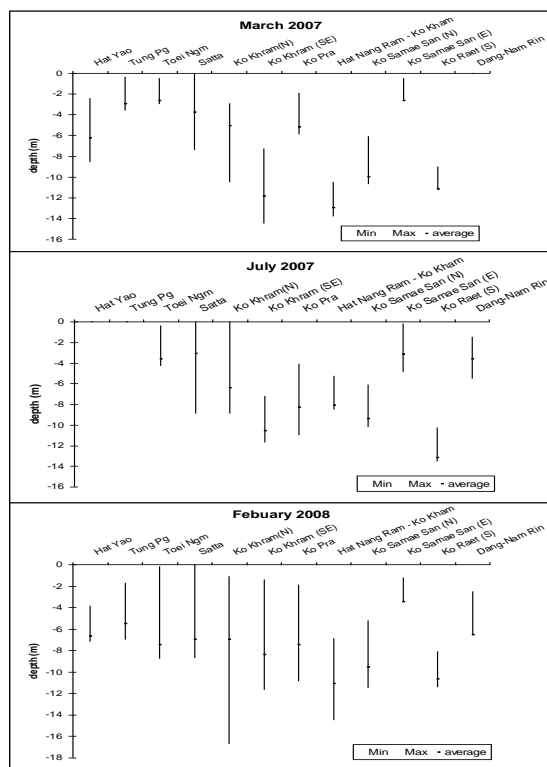 March 2007
Hat Yao
Tung Pg
Toei Ngm
Satta
Ko Khram(N)
Ko Khram (SE)
Ko Pra
Hat Nang Ram - Ko Kham
Ko Samae San (N)
Ko Samae San (E)
Ko Raet (S)
Dang-Nam Rin
depth (m)
0
-2
-4
-6
-8
-10
-12
-14
-16
Min Max - average
July 2007
Hat Yao
Tung Pg
Toei Ngm
Satta
Ko Khram(N)
Ko Khram (SE)
Ko Pra
Hat Nang Ram - Ko Kham
Ko Samae San (N)
Ko Samae San (E)
Ko Raet (S)
Dang-Nam Rin
depth (m)
0
-2
-4
-6
-8
-10
-12
-14
-16
Min Max - average
Febuary 2008
Hat Yao
Tung Pg
Toei Ngm
Satta
Ko Khram(N)
Ko Khram (SE)
Ko Pra
Hat Nang Ram - Ko Kham
Ko Samae San (N)
Ko Samae San (E)
Ko Raet (S)
Dang-Nam Rin
depth (m)
0
-2
-4
-6
-8
-10
-12
-14
-16
-18
Min Max - average